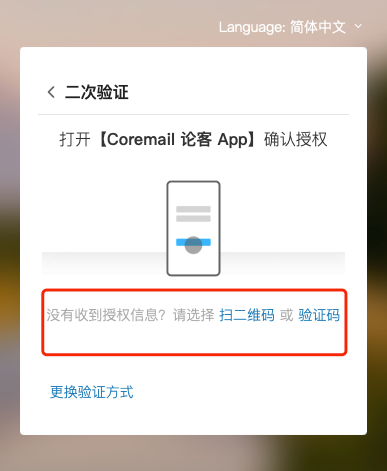 Language: 简体中文
二次验证
打开【Coremail 论客 App】确认授权
没有收到授权信息？请选择 扫二维码 或 验证码
更换验证方式